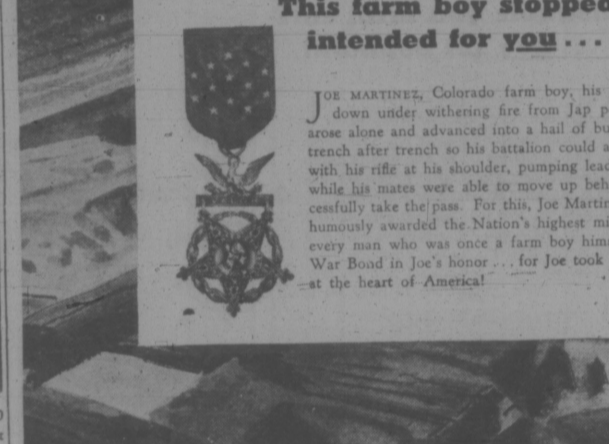 This farm boy stopped
intended for you...
JOE MARTINEZ, Colorado farm boy, his
down under withering fire from Jap p
arose alone and advanced into a hail of bu
trench after trench so his battalion could a
with his rifle at his shoulder, pumping lead
while his mates were able to move up beh
cessfully take the pass. For this, Joe Martin
humously awarded the Nation's highest mi
every man who was once a farm boy him
War Bond in Joe's honor... for Joe took
at the heart of America!